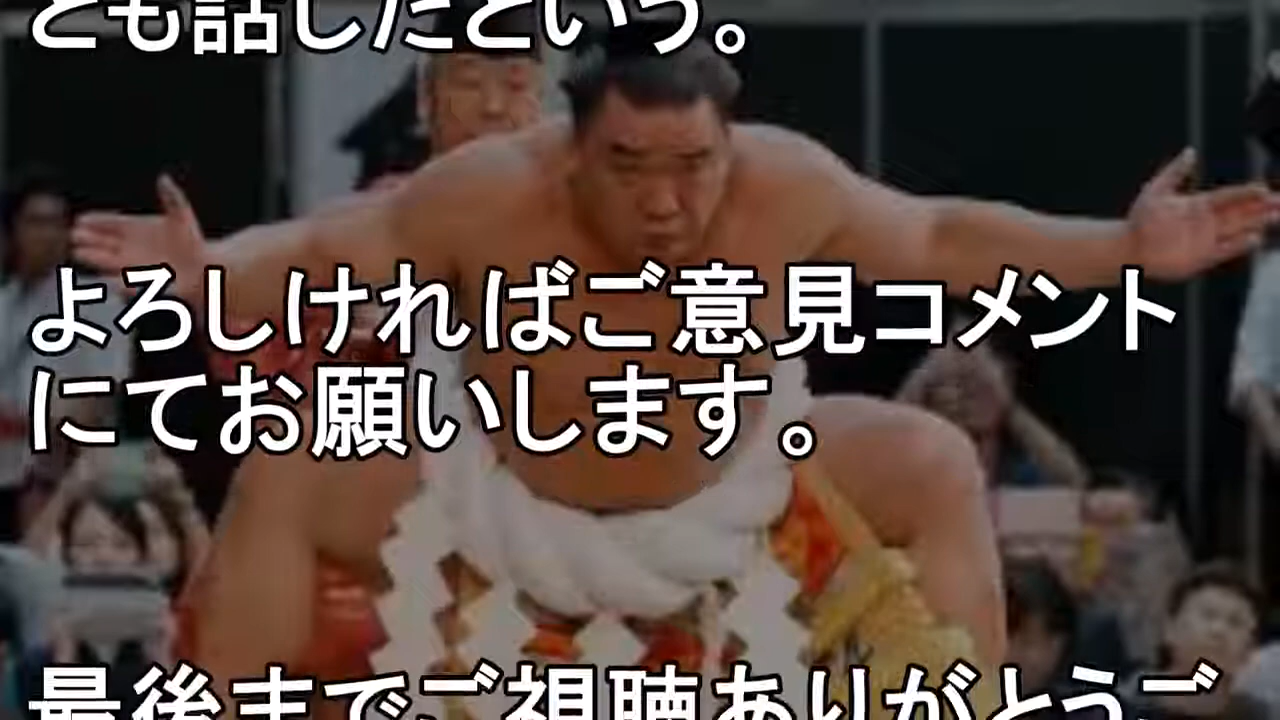 とも話したという。
よろしければご意見コメント
にてお願いします。
最後までご視聴ありがとうご